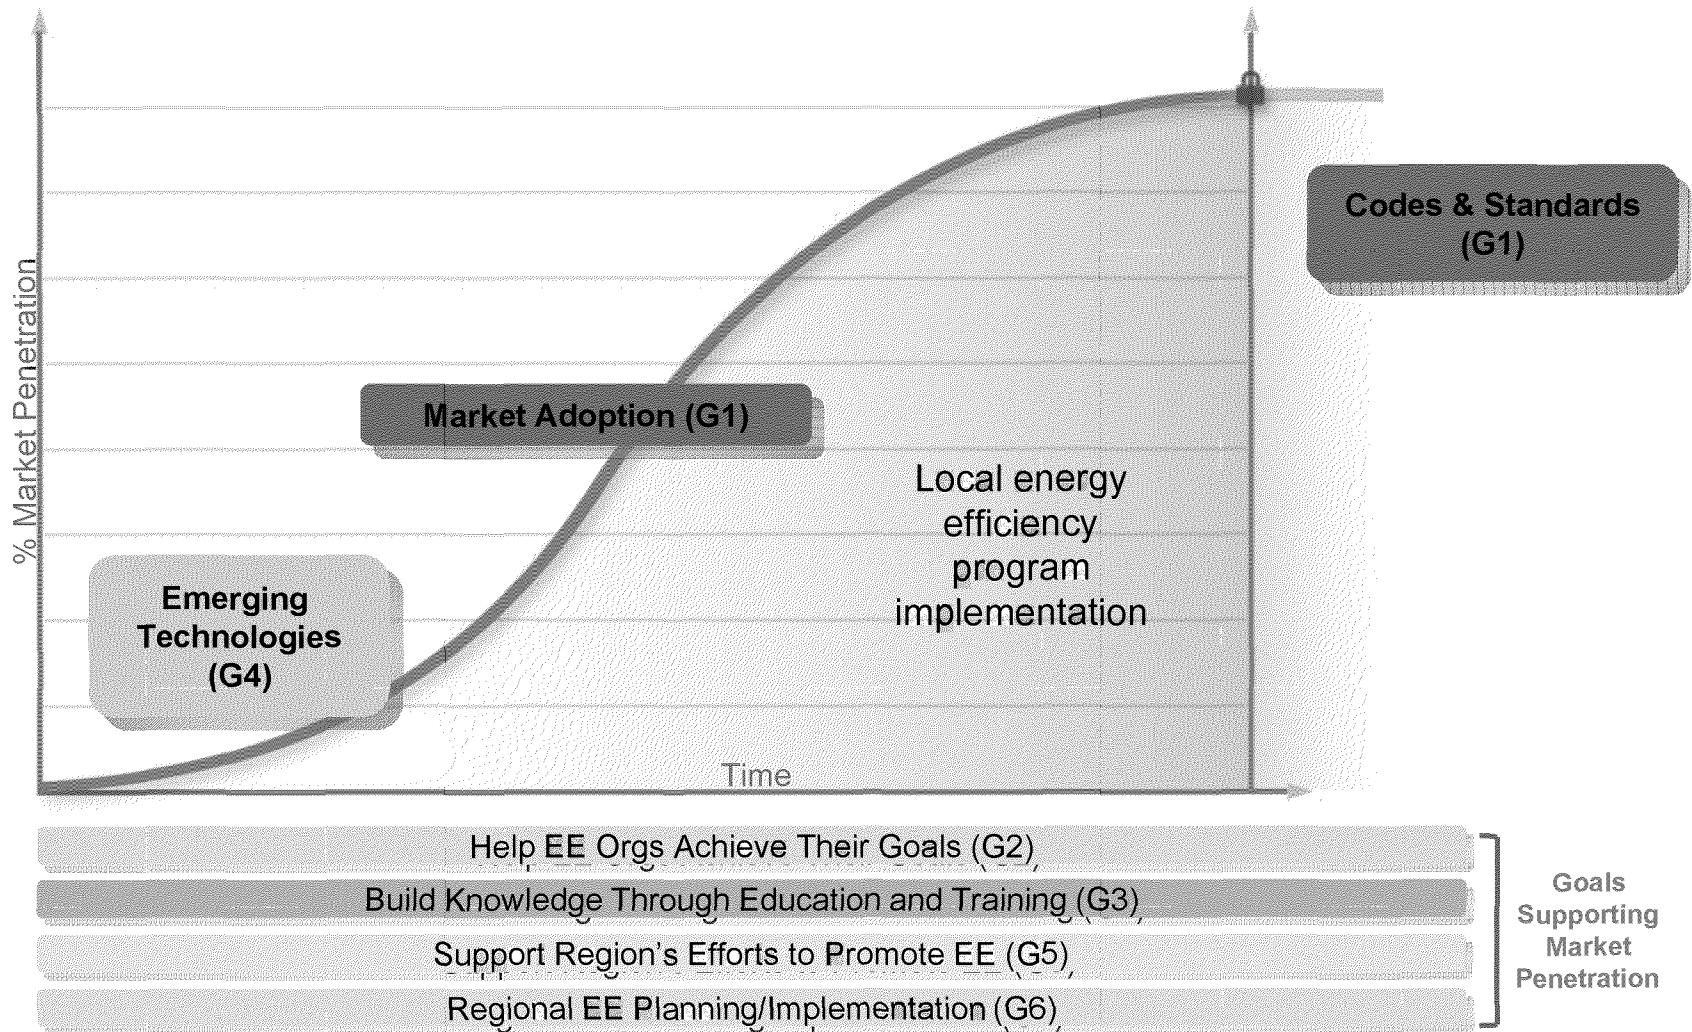 % Market Penetration
Codes & Standards
(G1)
Market Adoption (G1)
Local energy
efficiency
program
implementation
Emerging
Technologies
(G4)
Time
Help EE Orgs Achieve Their Goals (G2)
Build Knowledge Through Education and Training (G3)
Support Region's Efforts to Promote EE (G5)
Regional EE Planning/Implementation (G6)
Goals
Supporting
Market
Penetration